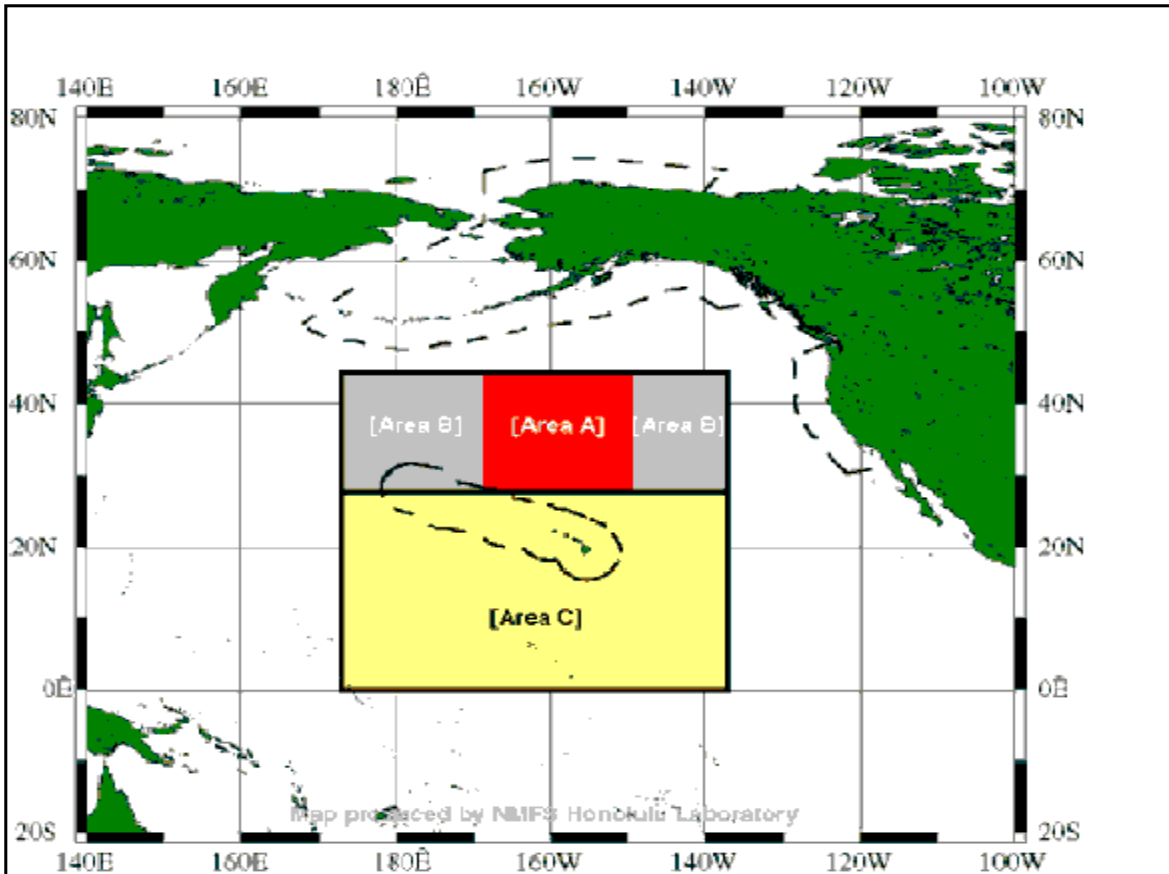 140E 160E 180Ê 160W 140W 120W 100W
80N 80N
60N 60N
40N 40N
[Area B] [Area A] [Area B]
20N 20N
[Area C]
0Ê 0Ê
Map produced by NMFS Honolulu Laboratory
20S 20S
140E 160E 180Ê 160W 140W 120W 100W